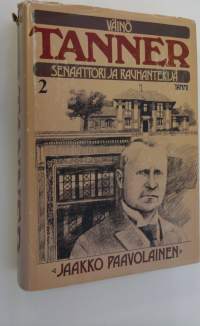 VÄINÖ
TANNER
SENAATTORI JA RAUHANTEKIJÄ
2
TAMMI
JAAKKO PAAVOLAINEN